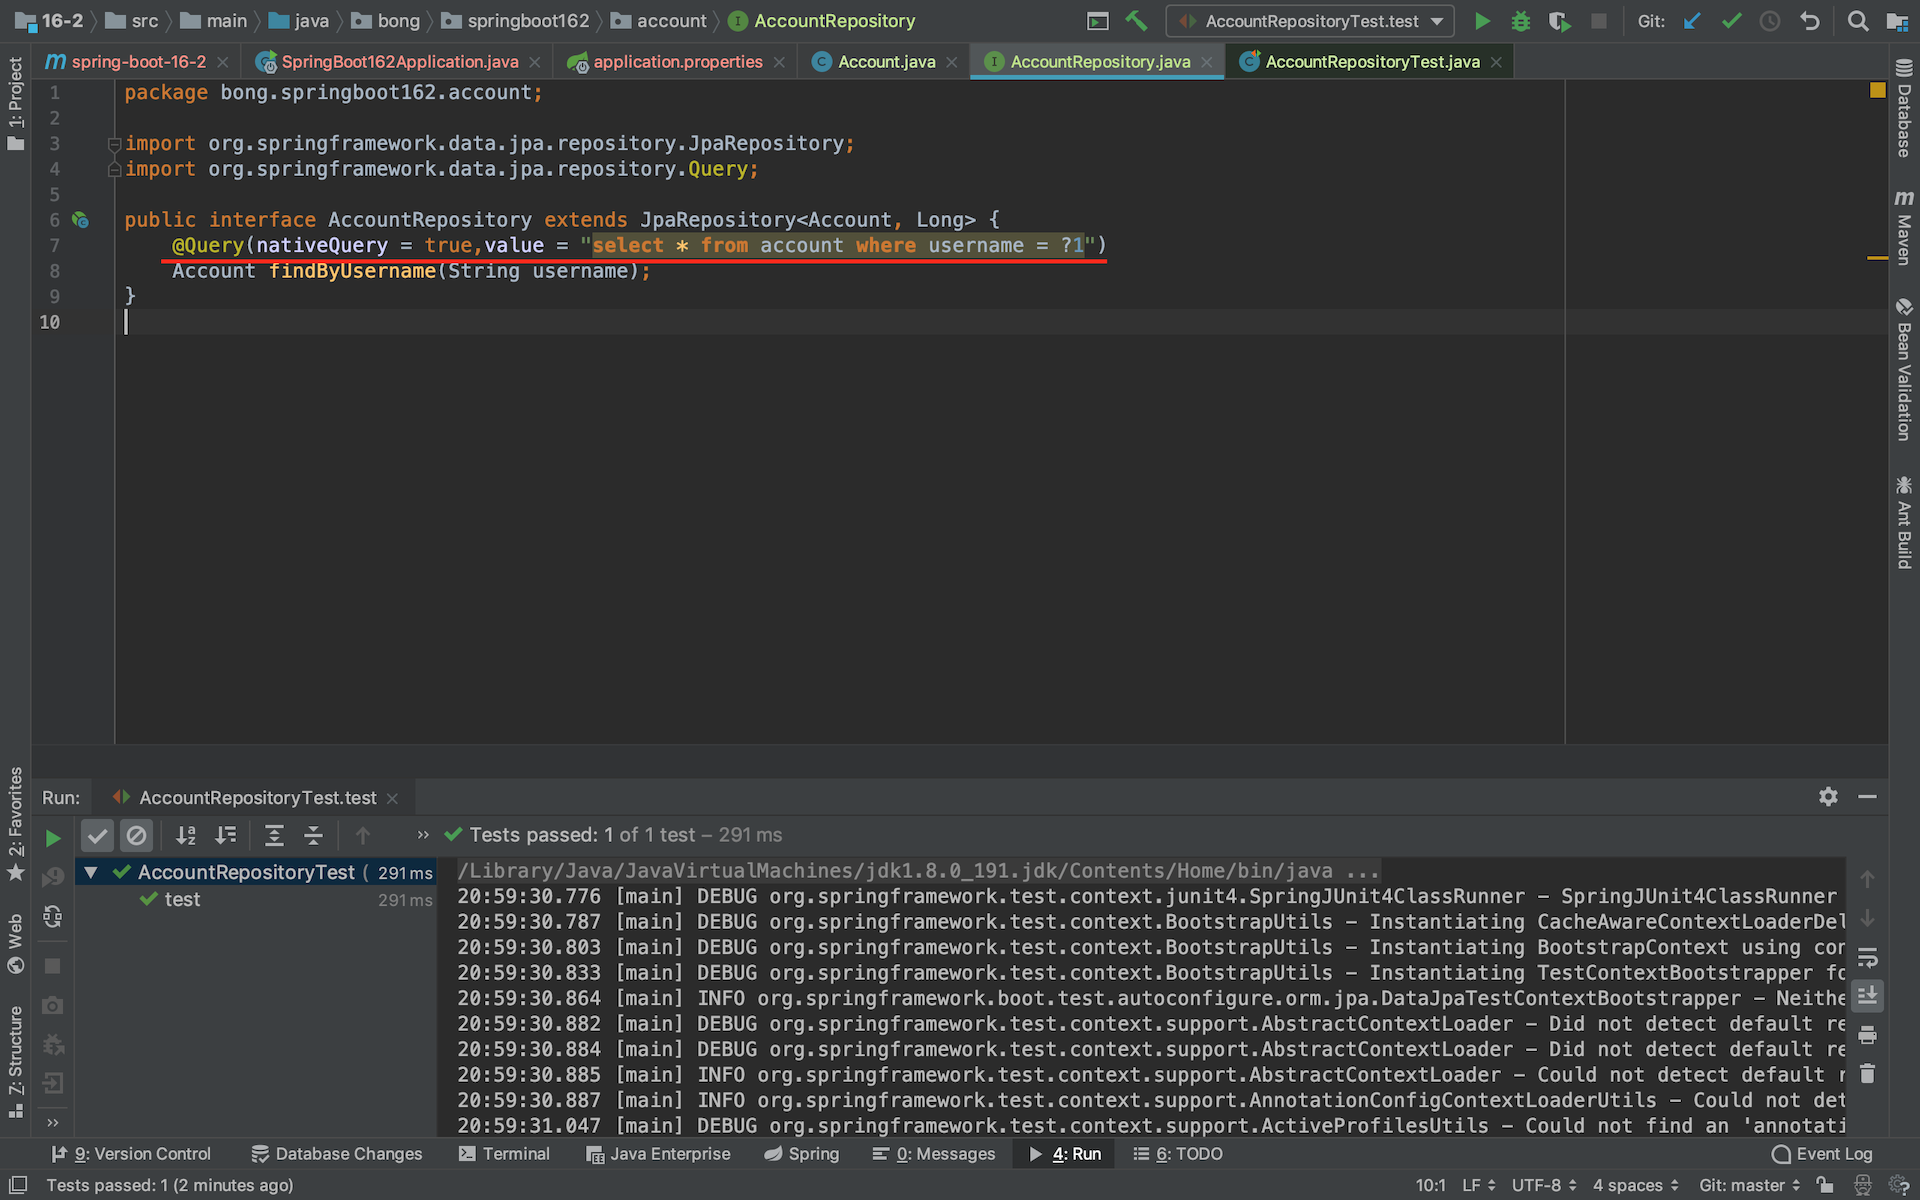 16-2 src main java bong springboot162 account AccountRepository AccountRepositoryTest.test Git:
spring-boot-16-2 SpringBoot162Application.java application.properties Account.java AccountRepository.java AccountRepositoryTest.java
1: Project
1 package bong.springboot162.account;
2
3 import org.springframework.data.jpa.repository.JpaRepository;
4 import org.springframework.data.jpa.repository.Query;
5
6 public interface AccountRepository extends JpaRepository<Account, Long> {
7 @Query(nativeQuery = true,value = "select * from account where username = ?1")
8 Account findByUsername(String username);
9 }
10
Database
Maven
Bean Validation
Ant Build
2: Favorites
Web
Z: Structure
Run: AccountRepositoryTest.test
Tests passed: 1 of 1 test – 291 ms
AccountRepositoryTest ( 291 ms
test 291 ms
/Library/Java/JavaVirtualMachines/jdk1.8.0_191.jdk/Contents/Home/bin/java ...
20:59:30.776 [main] DEBUG org.springframework.test.context.junit4.SpringJUnit4ClassRunner – SpringJUnit4ClassRunner
20:59:30.787 [main] DEBUG org.springframework.test.context.BootstrapUtils – Instantiating CacheAwareContextLoaderDel
20:59:30.803 [main] DEBUG org.springframework.test.context.BootstrapUtils – Instantiating BootstrapContext using con
20:59:30.833 [main] DEBUG org.springframework.test.context.BootstrapUtils – Instantiating TestContextBootstrapper fo
20:59:30.864 [main] INFO org.springframework.boot.test.autoconfigure.orm.jpa.DataJpaTestContextBootstrapper – Neithe
20:59:30.882 [main] DEBUG org.springframework.test.context.support.AbstractContextLoader – Did not detect default re
20:59:30.884 [main] DEBUG org.springframework.test.context.support.AbstractContextLoader – Did not detect default re
20:59:30.885 [main] INFO org.springframework.test.context.support.AbstractContextLoader – Could not detect default r
20:59:30.887 [main] INFO org.springframework.test.context.support.AnnotationConfigContextLoaderUtils – Could not det
20:59:31.047 [main] DEBUG org.springframework.test.context.support.ActiveProfilesUtils – Could not find an 'annotati
9: Version Control Database Changes Terminal Java Enterprise Spring 0: Messages 4: Run 6: TODO Event Log
Tests passed: 1 (2 minutes ago) 10:1 LF UTF-8 4 spaces Git: master